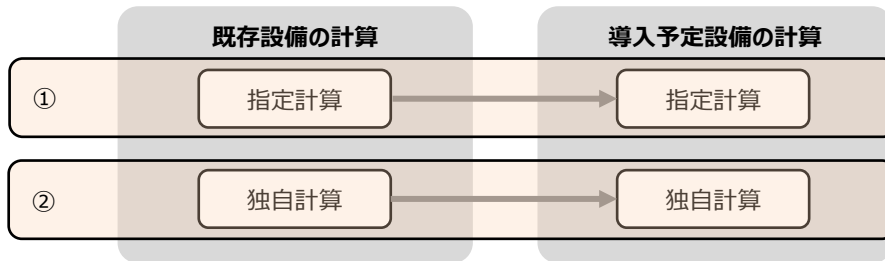 既存設備の計算 導入予定設備の計算
① 指定計算 指定計算
② 独自計算 独自計算